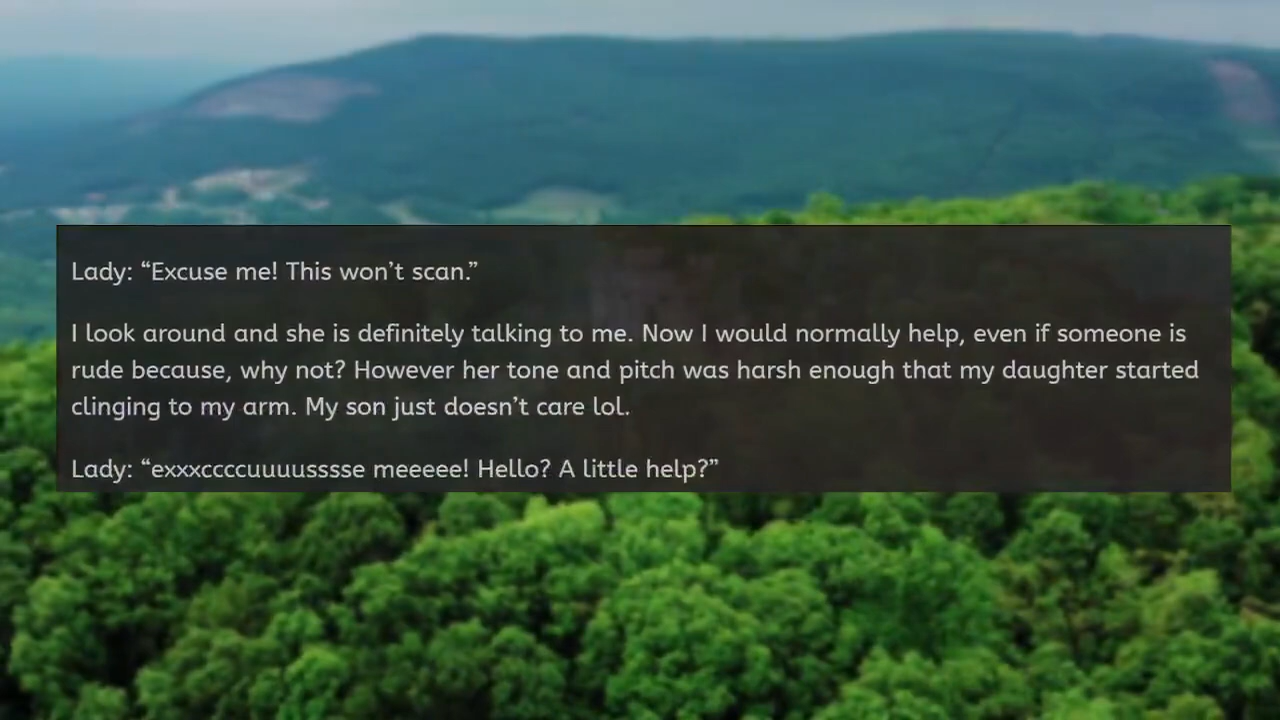 Lady: “Excuse me! This won’t scan.”
I look around and she is definitely talking to me. Now I would normally help, even if someone is
rude because, why not? However her tone and pitch was harsh enough that my daughter started
clinging to my arm. My son just doesn’t care lol.
Lady: “exxxccccuuuusssse meeeee! Hello? A little help?”